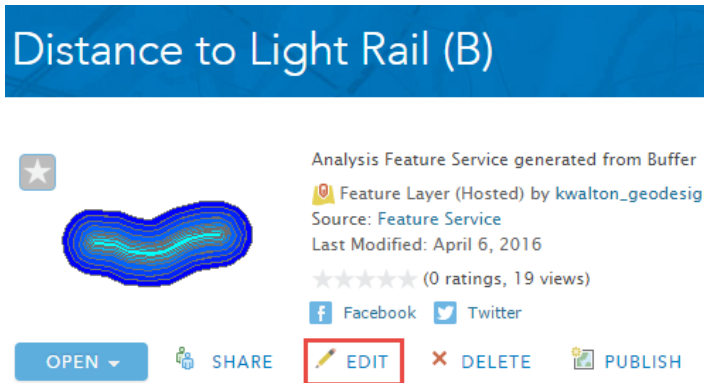 Distance to Light Rail (B)
Analysis Feature Service generated from Buffer
Feature Layer (Hosted) by kwalton_geodesig
Source: Feature Service
Last Modified: April 6, 2016
(0 ratings, 19 views)
Facebook Twitter
OPEN SHARE EDIT DELETE PUBLISH